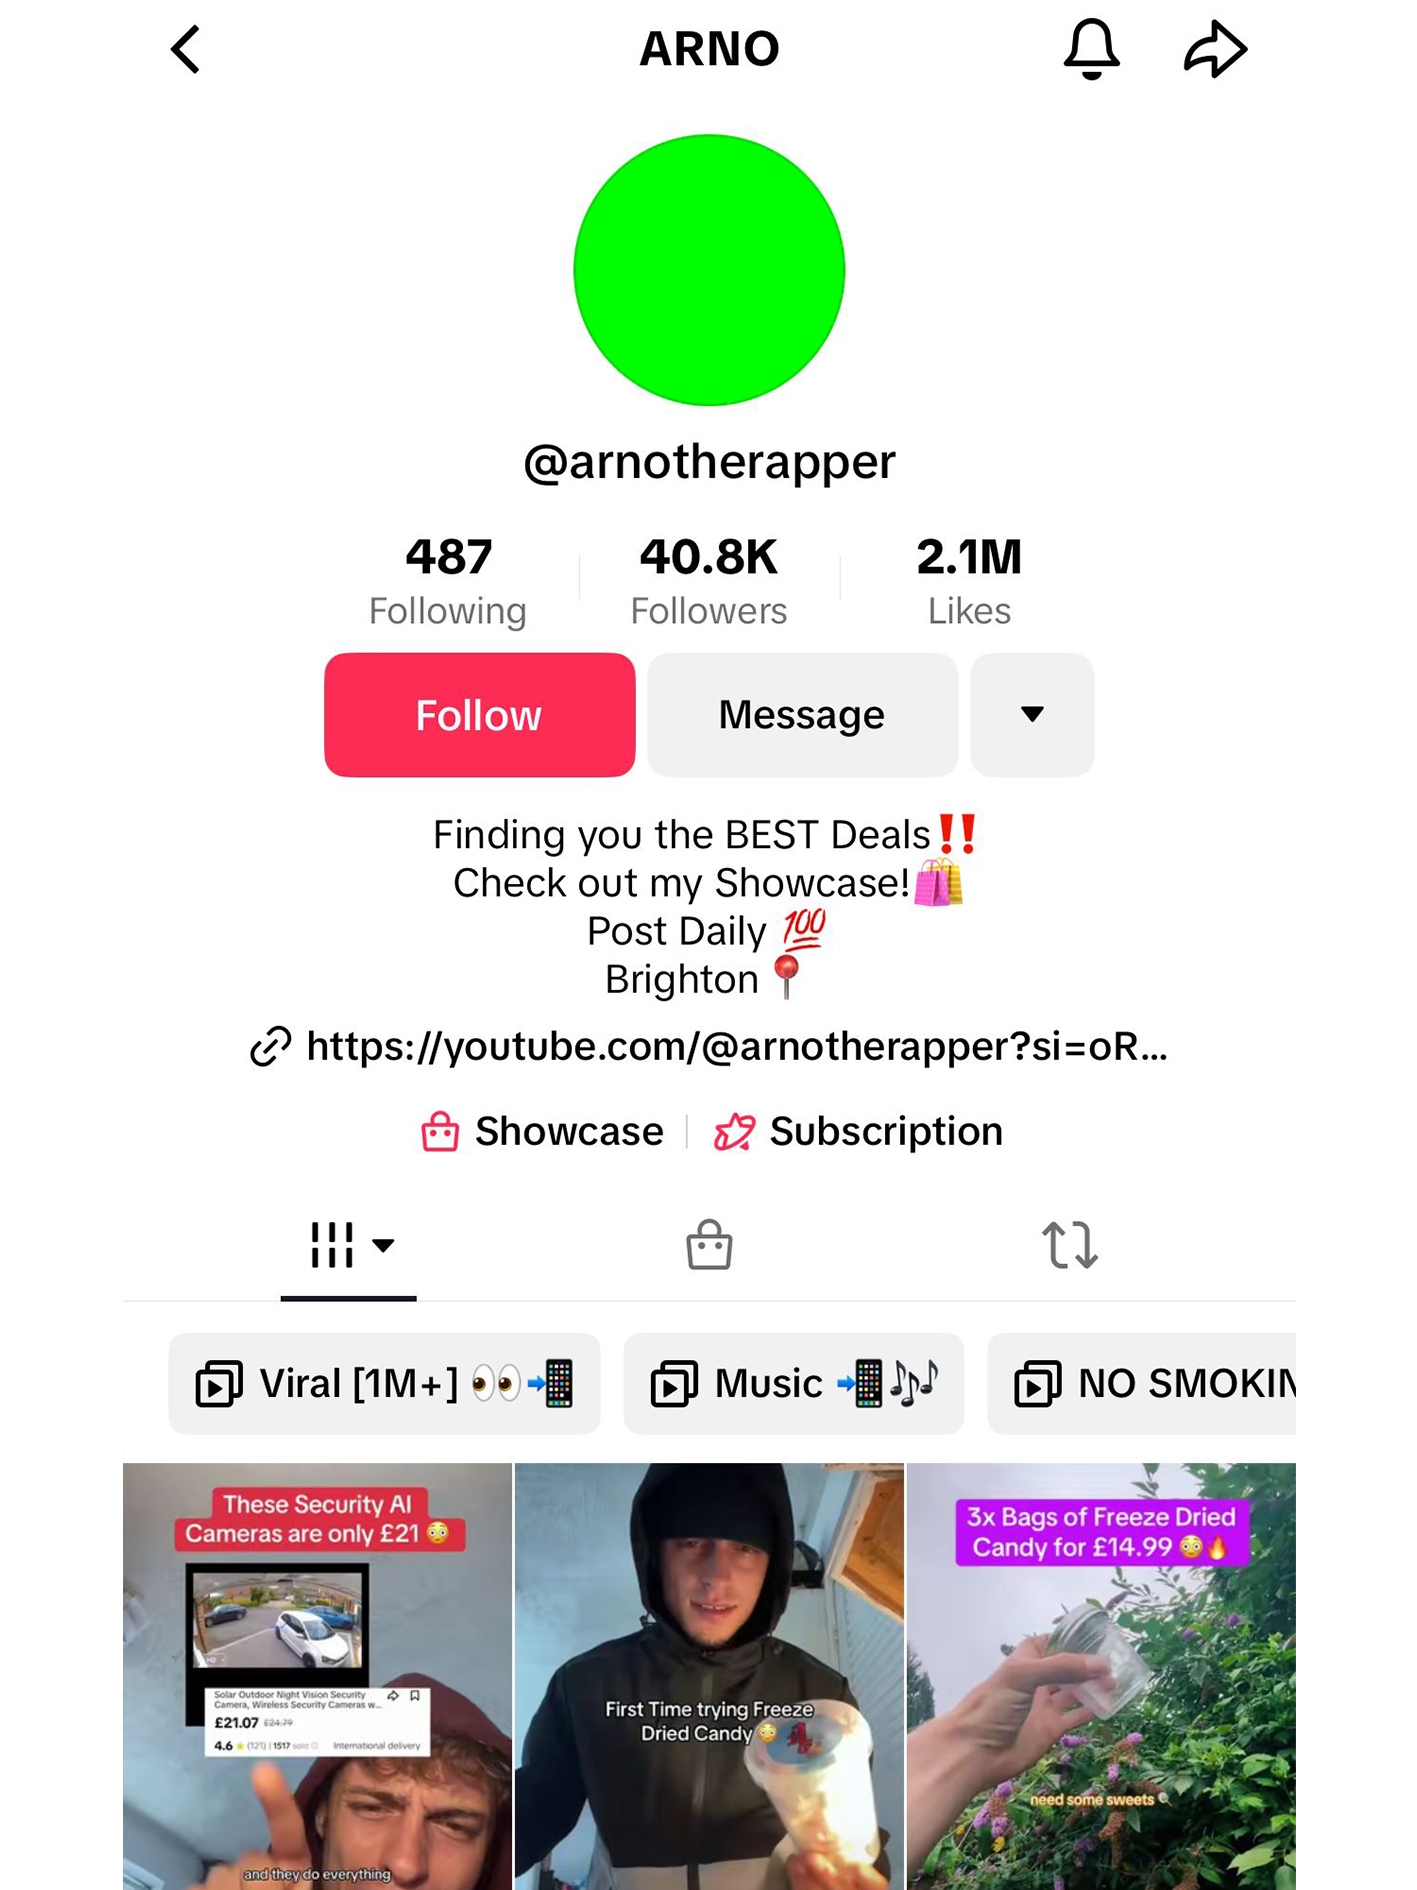 ARNO
@arnotherapper
487
Following
40.8K
Followers
2.1M
Likes
Follow
Message
Finding you the BEST Deals‼️
Check out my Showcase!🛍️
Post Daily 💯
Brighton 📍
https://youtube.com/@arnotherapper?si=oR...
Showcase
Subscription
Viral [1M+] 👀📲
Music 📲🎶
NO SMOKIN
These Security AI
Cameras are only £21 😳
HD
Solar Outdoor Night Vision Security
Camera, Wireless Security Cameras w...
£21.07 £24.79
4.6 ★ (121) | 1517 sold
International delivery
and they do everything
First Time trying Freeze
Dried Candy 😳
3x Bags of Freeze Dried
Candy for £14.99 😳🔥
need some sweets 🍭